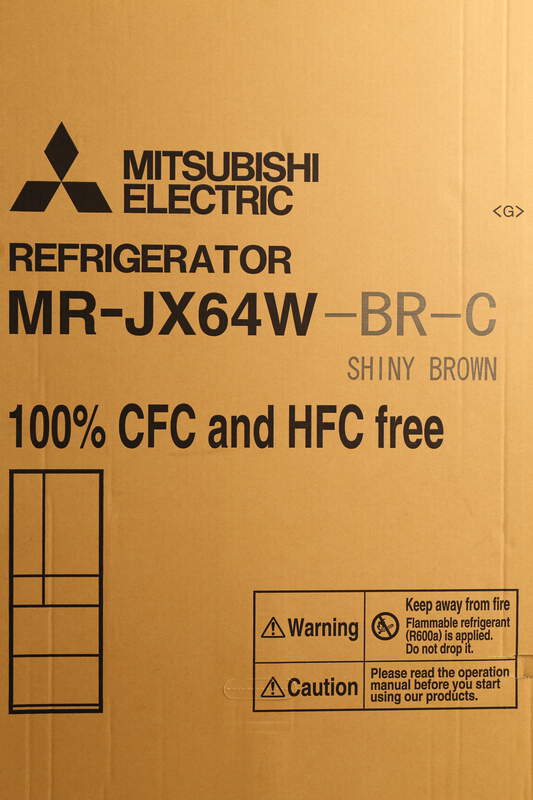 MITSUBISHI
ELECTRIC
<G>
REFRIGERATOR
MR-JX64W-BR-C
SHINY BROWN
100% CFC and HFC free
Warning
Keep away from fire
Flammable refrigerant
(R600a) is applied.
Do not drop it.
Caution
Please read the operation
manual before you start
using our products.